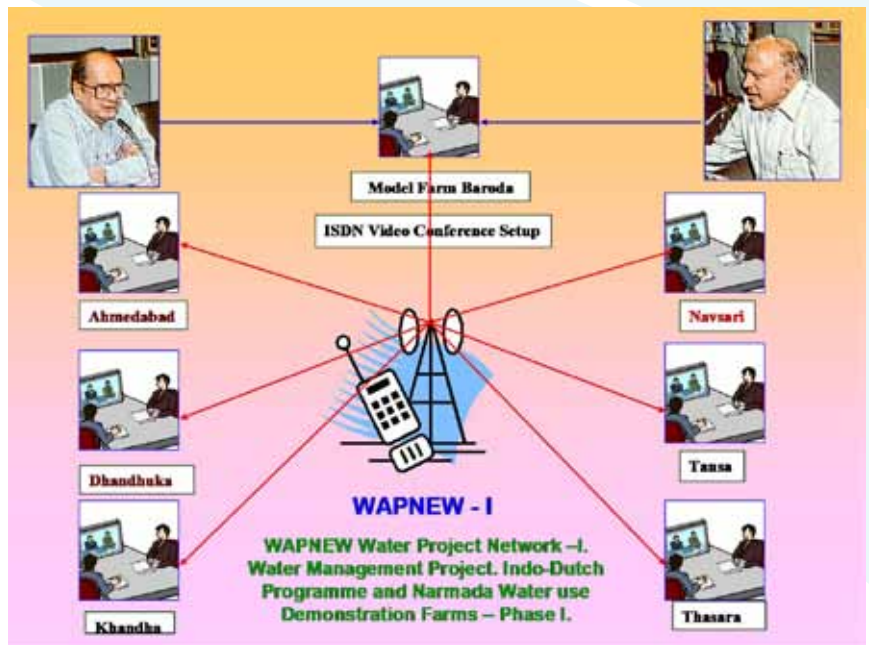 Model Farm Baroda
ISDN Video Conference Setup
Ahmedabad
Navsari
Dhandhuka
Tansa
Khandha
Thasara
WAPNEW - I
WAPNEW Water Project Network –I.
Water Management Project. Indo-Dutch
Programme and Narmada Water use
Demonstration Farms – Phase I.